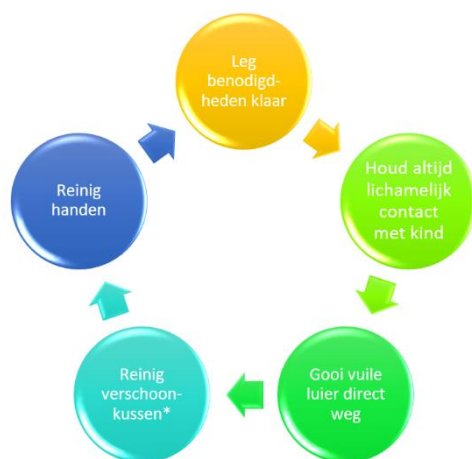 Leg
benodigd-
heden klaar
Houd altijd
lichamelijk
contact
met kind
Gooi vuile
luier direct
weg
Reinig
verschoon-
kussen*
Reinig
handen